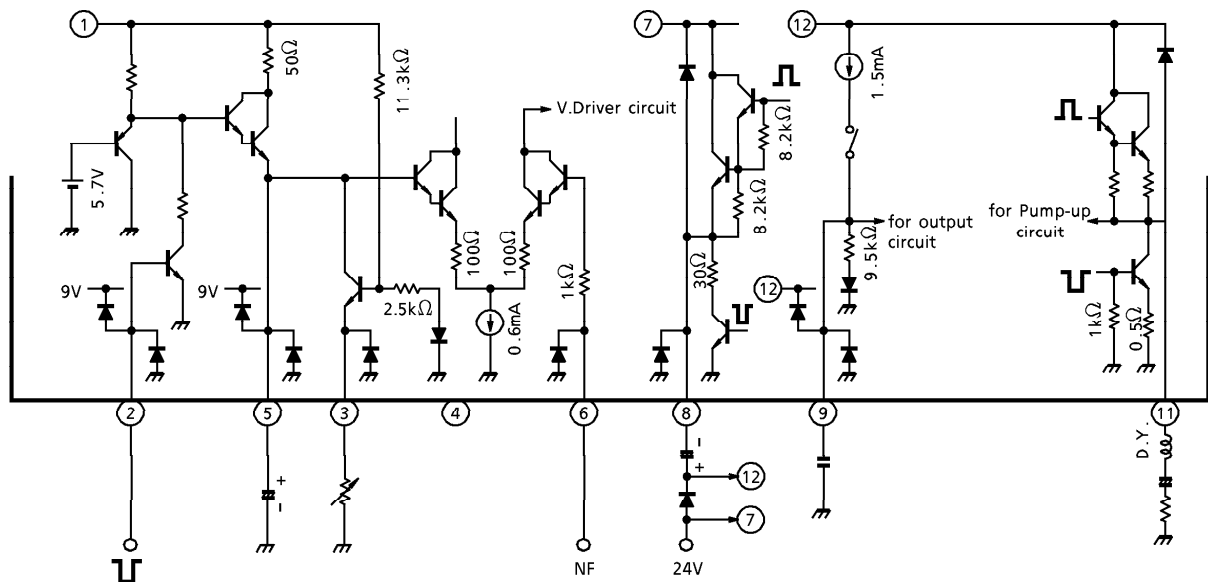 1
7
12
50Ω
11.3kΩ
V.Driver circuit
8.2kΩ
1.5mA
5.7V
8.2kΩ
for output
circuit
for Pump-up
circuit
100Ω
100Ω
1kΩ
30Ω
9.5kΩ
9V
9V
2.5kΩ
0.6mA
12
1kΩ
0.5Ω
2
5
3
4
6
8
9
11
D.Y.
+
-
-
+
12
7
NF
24V